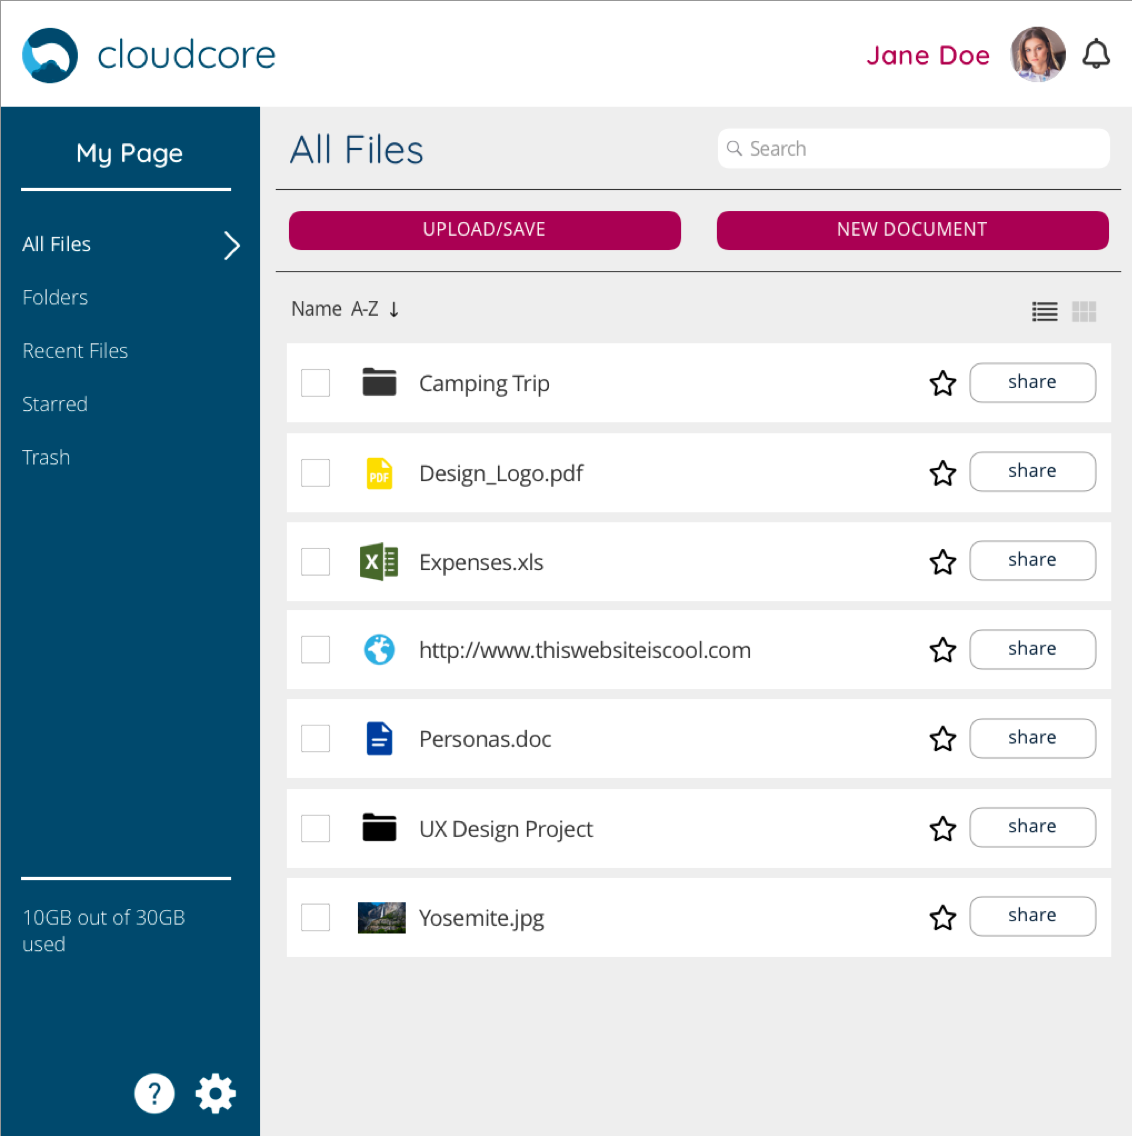 cloudcore
Jane Doe
My Page
All Files
Folders
Recent Files
Starred
Trash
10GB out of 30GB
used
?
All Files
Search
UPLOAD/SAVE
NEW DOCUMENT
Name A-Z ↓
Camping Trip
share
PDF
Design_Logo.pdf
share
X
Expenses.xls
share
http://www.thiswebsiteiscool.com
share
Personas.doc
share
UX Design Project
share
Yosemite.jpg
share